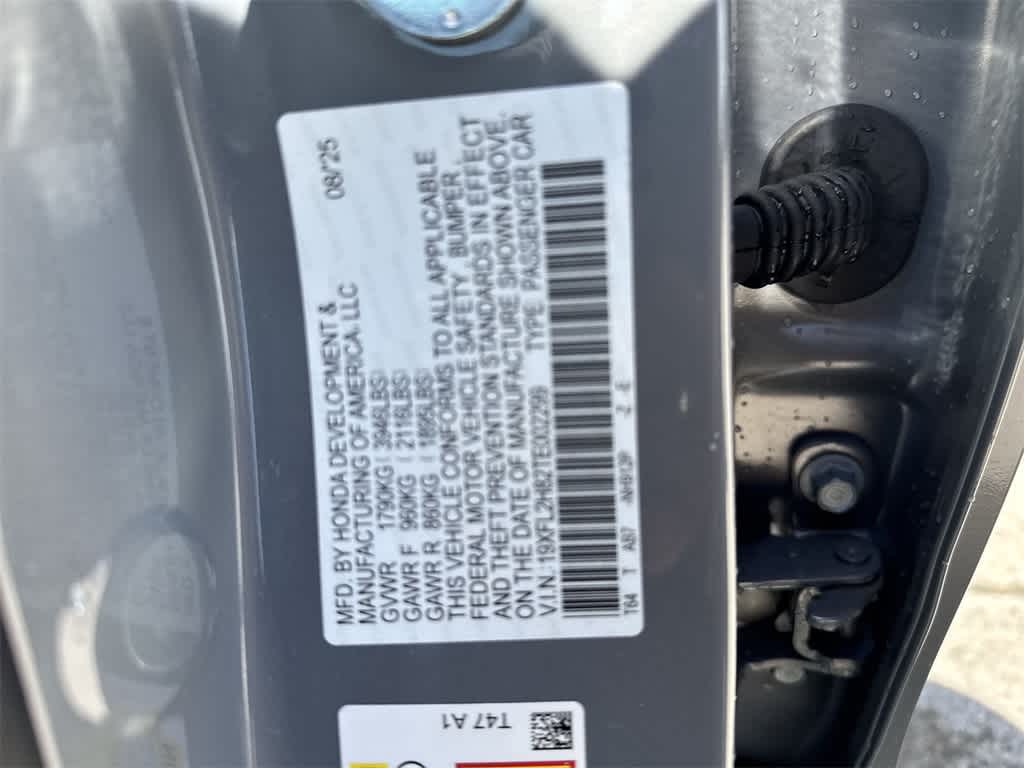 MFD. BY HONDA DEVELOPMENT & 08/'25
MANUFACTURING OF AMERICA, LLC
GVWR 1790KG ( 3946LBS)
GAWR F 960KG ( 2116LBS)
GAWR R 860KG ( 1895LBS)
THIS VEHICLE CONFORMS TO ALL APPLICABLE
FEDERAL MOTOR VEHICLE SAFETY, BUMPER,
AND THEFT PREVENTION STANDARDS IN EFFECT
ON THE DATE OF MANUFACTURE SHOWN ABOVE.
V.I.N.:19XFL2H82TE002299 TYPE PASSENGER CAR
T64 T AB7 -2 -E
T47 A1